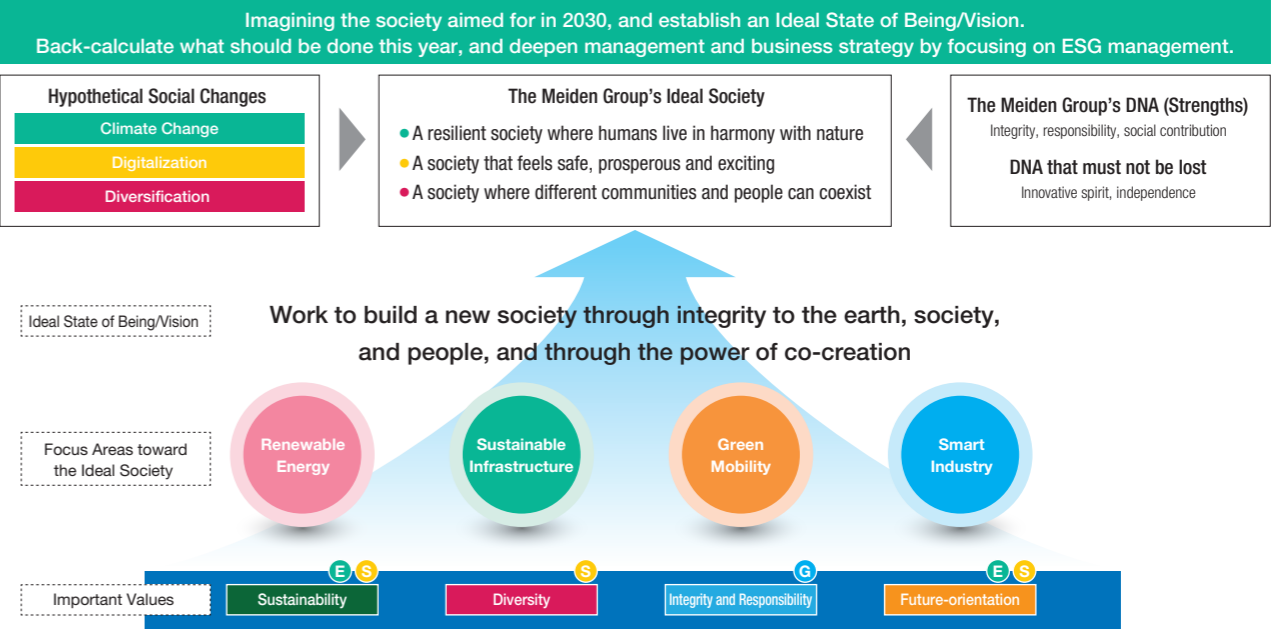 Imagining the society aimed for in 2030, and establish an Ideal State of Being/Vision.
Back-calculate what should be done this year, and deepen management and business strategy by focusing on ESG management.
Hypothetical Social Changes
Climate Change
Digitalization
Diversification
The Meiden Group's Ideal Society
A resilient society where humans live in harmony with nature
A society that feels safe, prosperous and exciting
A society where different communities and people can coexist
The Meiden Group's DNA (Strengths)
Integrity, responsibility, social contribution
DNA that must not be lost
Innovative spirit, independence
Ideal State of Being/Vision
Work to build a new society through integrity to the earth, society,
and people, and through the power of co-creation
Focus Areas toward
the Ideal Society
Renewable
Energy
Sustainable
Infrastructure
Green
Mobility
Smart
Industry
Important Values
E S
Sustainability
S
Diversity
G
Integrity and Responsibility
E S
Future-orientation